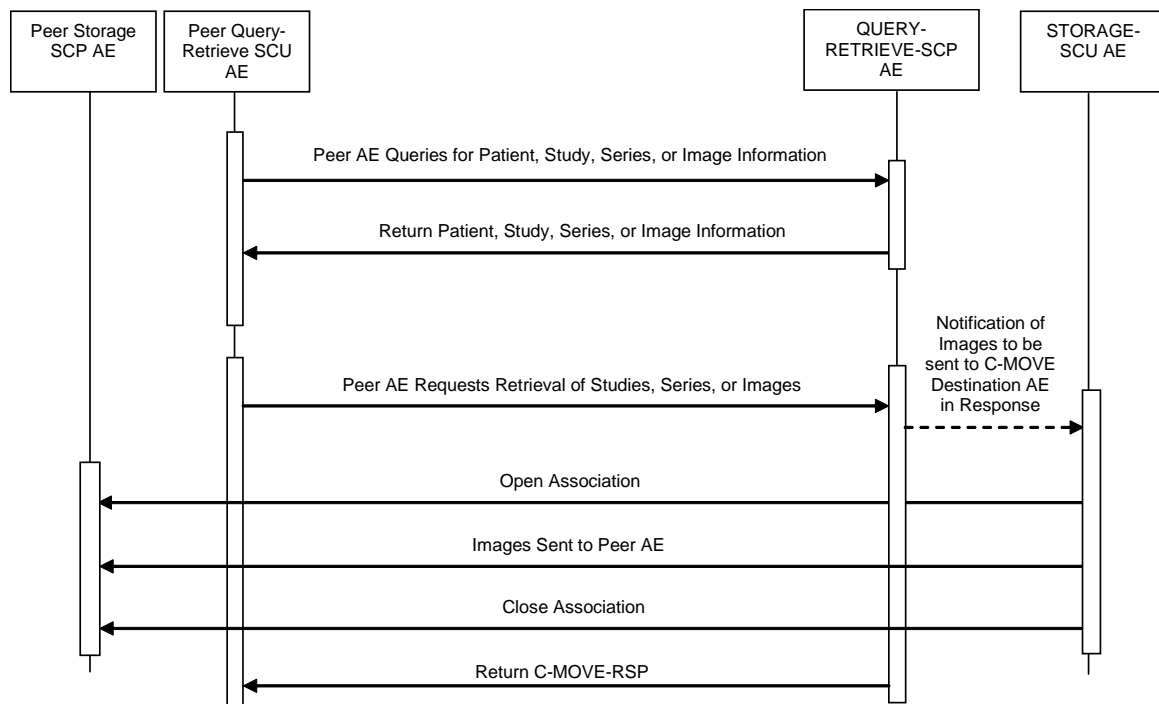 Peer Storage
SCP AE
Peer Query-
Retrieve SCU
AE
QUERY-
RETRIEVE-SCP
AE
STORAGE-
SCU AE
Peer AE Queries for Patient, Study, Series, or Image Information
Return Patient, Study, Series, or Image Information
Notification of
Images to be
sent to C-MOVE
Destination AE
in Response
Peer AE Requests Retrieval of Studies, Series, or Images
Open Association
Images Sent to Peer AE
Close Association
Return C-MOVE-RSP